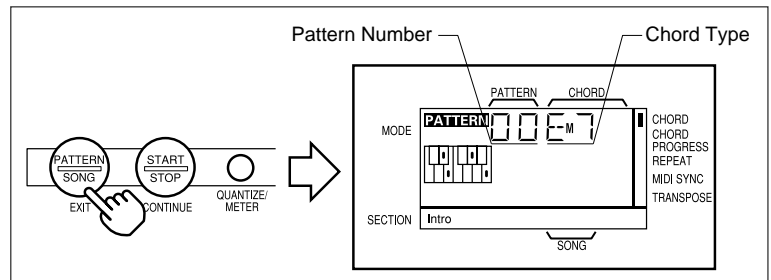 Pattern Number
Chord Type
PATTERN
CHORD
MODE
PATTERN
00 EM7
CHORD
CHORD
PROGRESS
REPEAT
MIDI SYNC
TRANSPOSE
SECTION
Intro
SONG
PATTERN
SONG
EXIT
START
STOP
CONTINUE
QUANTIZE/
METER